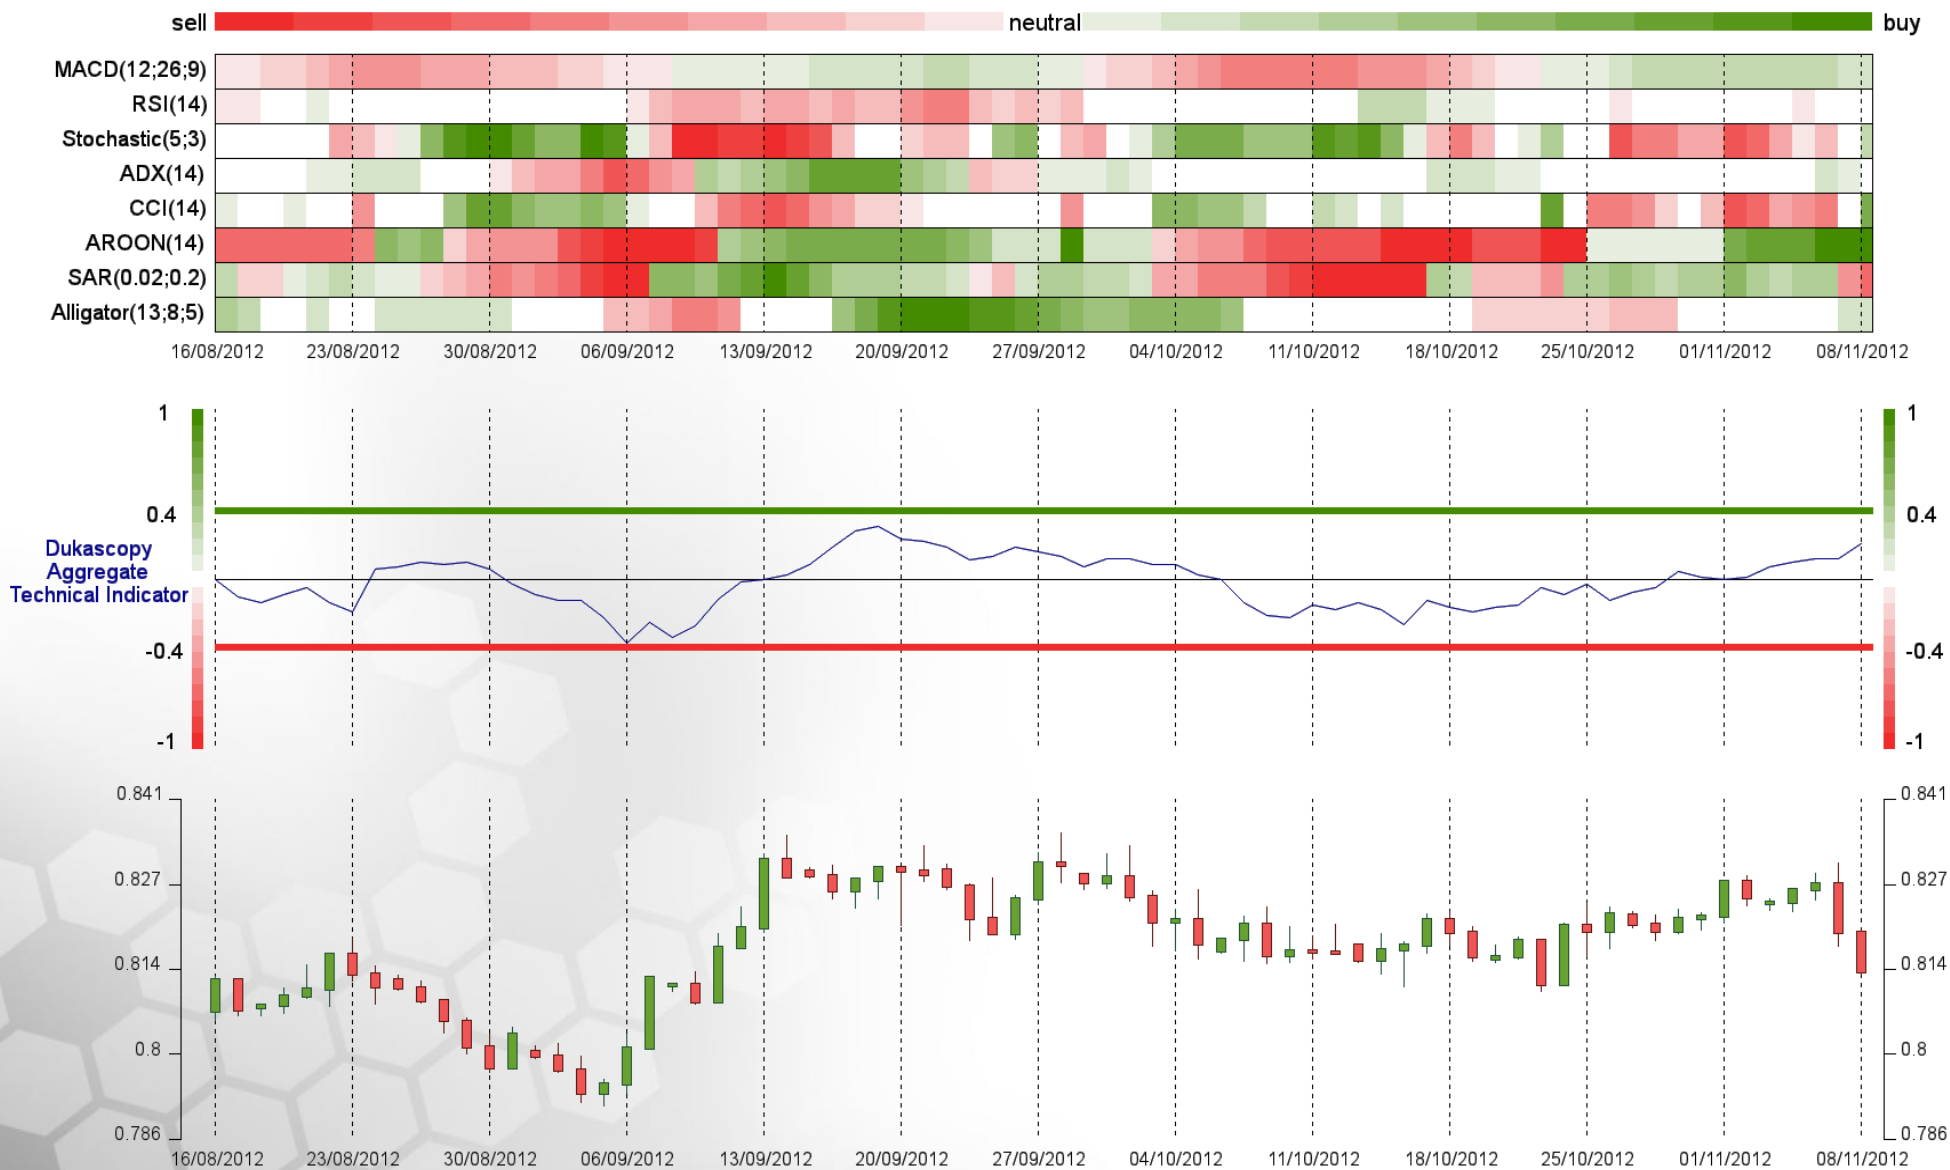 sell neutral buy
MACD(12;26;9)
RSI(14)
Stochastic(5;3)
ADX(14)
CCI(14)
AROON(14)
SAR(0.02;0.2)
Alligator(13;8;5)
16/08/2012 23/08/2012 30/08/2012 06/09/2012 13/09/2012 20/09/2012 27/09/2012 04/10/2012 11/10/2012 18/10/2012 25/10/2012 01/11/2012 08/11/2012
1 1
0.4 0.4
Dukascopy
Aggregate
Technical Indicator
-0.4 -0.4
-1 -1
0.841 0.841
0.827 0.827
0.814 0.814
0.8 0.8
0.786 0.786
16/08/2012 23/08/2012 30/08/2012 06/09/2012 13/09/2012 20/09/2012 27/09/2012 04/10/2012 11/10/2012 18/10/2012 25/10/2012 01/11/2012 08/11/2012